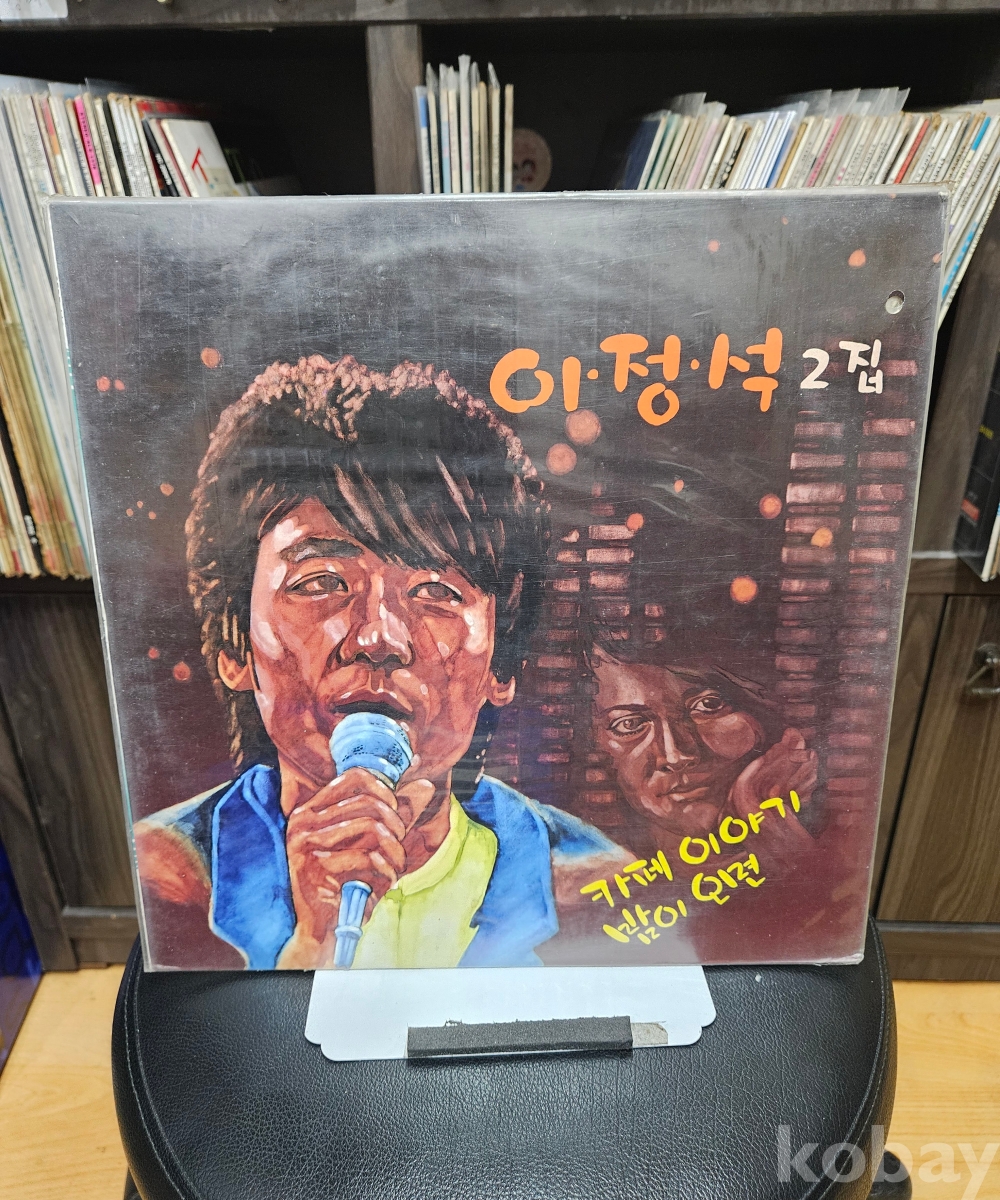 이·정·석 2집
카페 이야기
밤이 오면
kobay